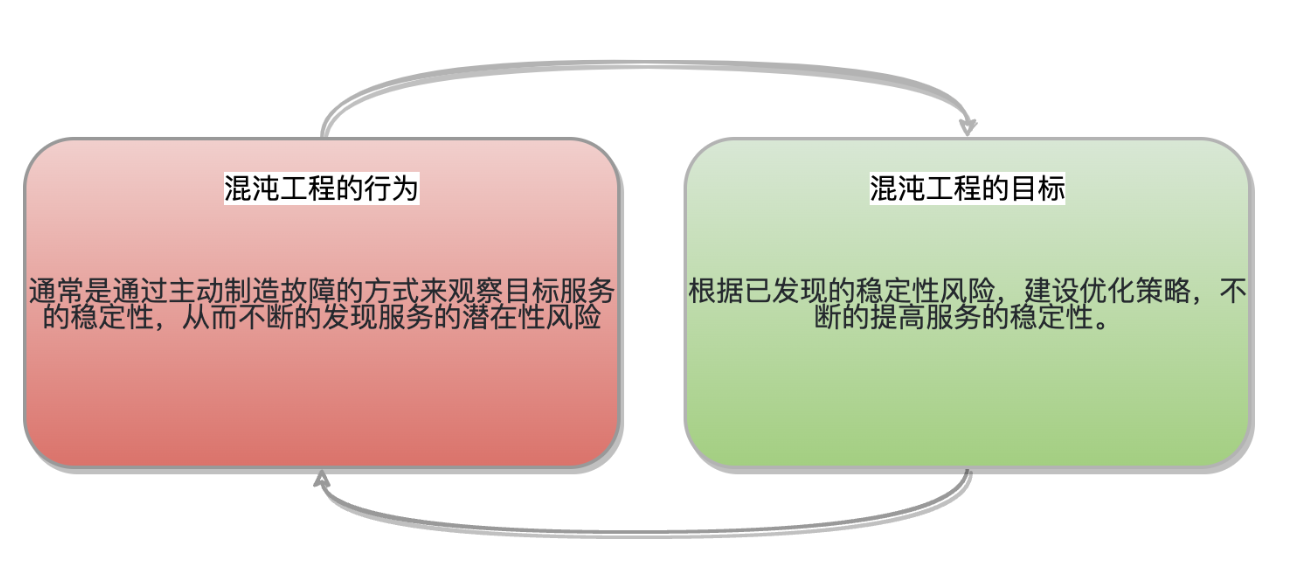 混沌工程的行为
通常是通过主动制造故障的方式来观察目标服务
的稳定性，从而不断的发现服务的潜在性风险
混沌工程的目标
根据已发现的稳定性风险，建设优化策略，不
断的提高服务的稳定性。